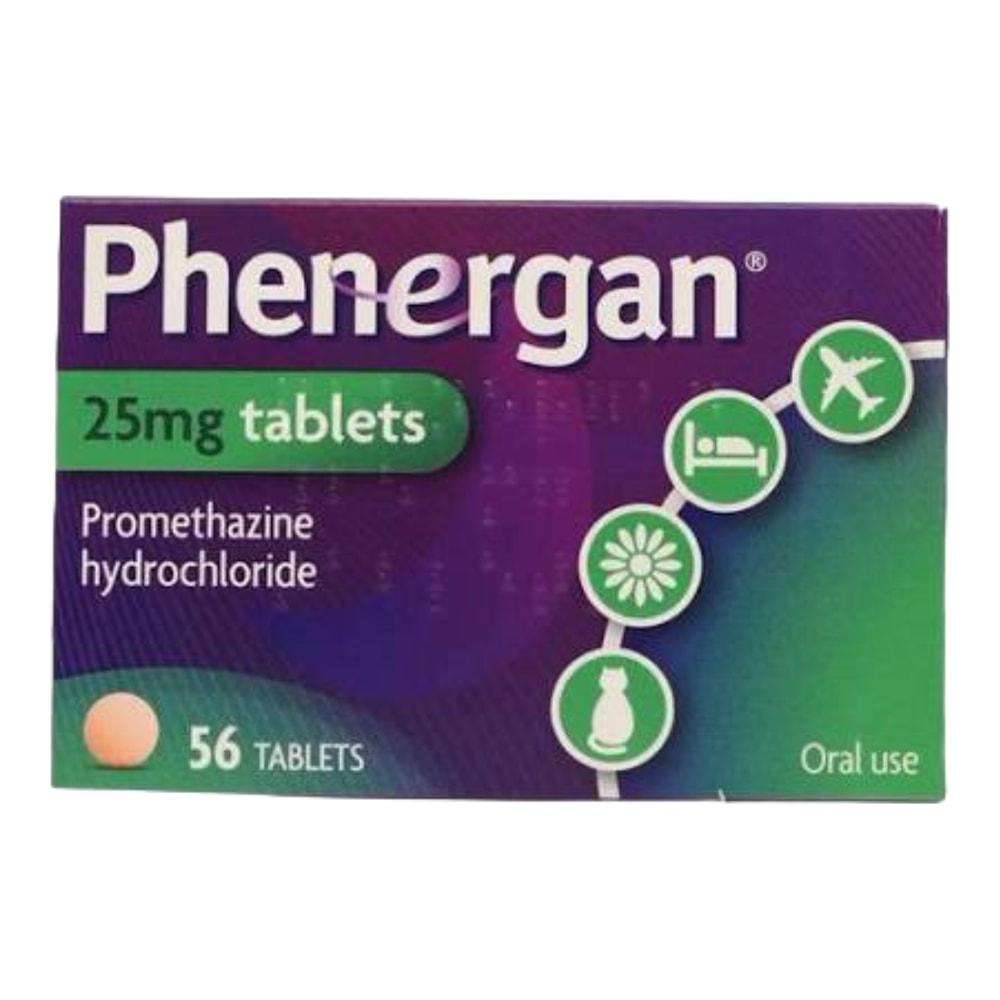 Phenergan®
25mg tablets
Promethazine
hydrochloride
56 TABLETS
Oral use